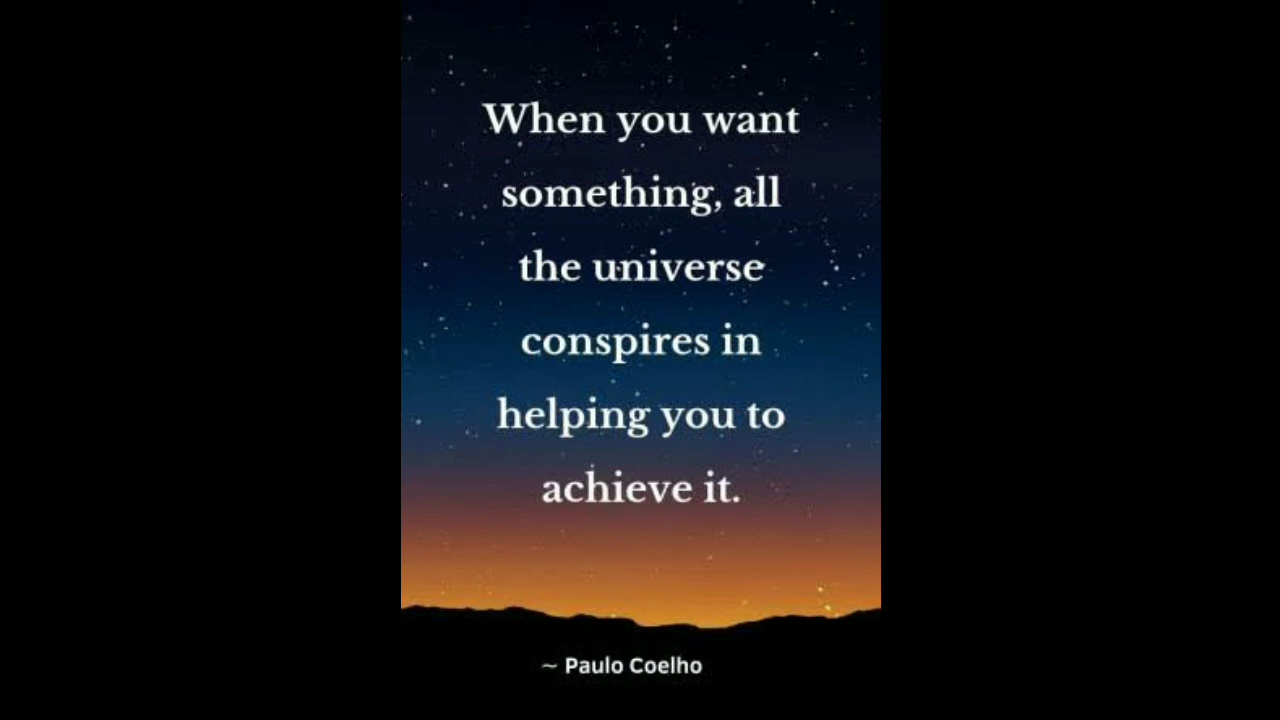 When you want
something, all
the universe
conspires in
helping you to
achieve it.
~ Paulo Coelho